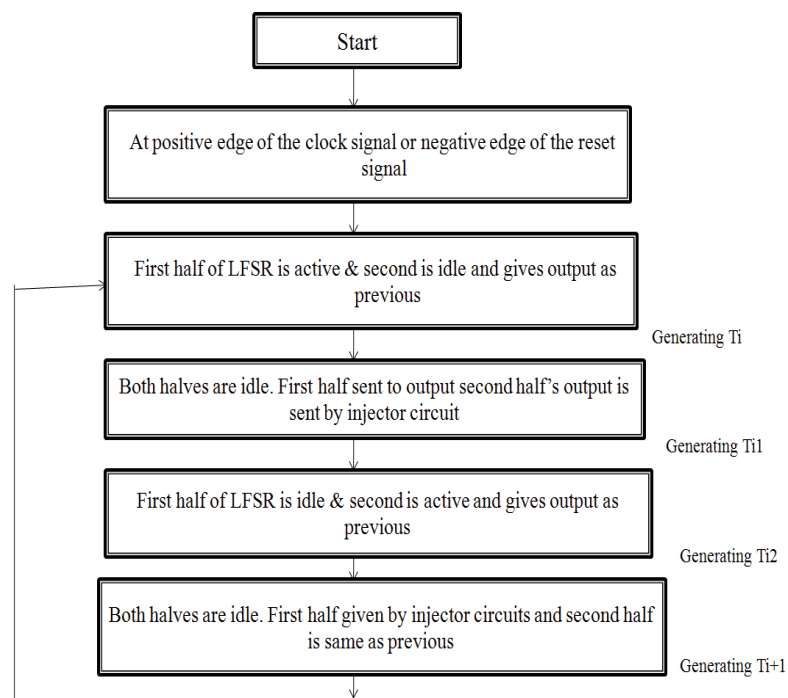 Start
At positive edge of the clock signal or negative edge of the reset
signal
First half of LFSR is active & second is idle and gives output as
previous
Generating Ti
Both halves are idle. First half sent to output second half’s output is
sent by injector circuit
Generating Ti1
First half of LFSR is idle & second is active and gives output as
previous
Generating Ti2
Both halves are idle. First half given by injector circuits and second half
is same as previous
Generating Ti+1